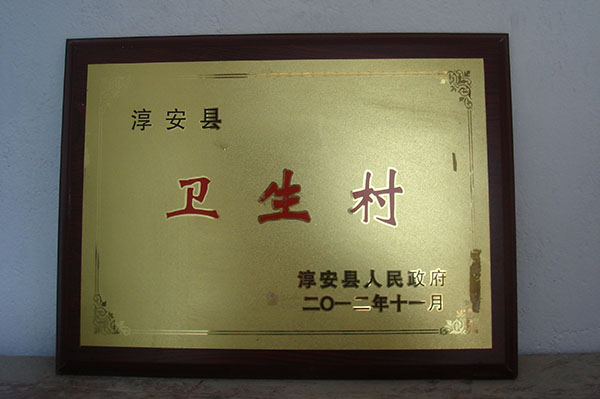 淳安县
卫生村
淳安县人民政府
二〇一二年十一月